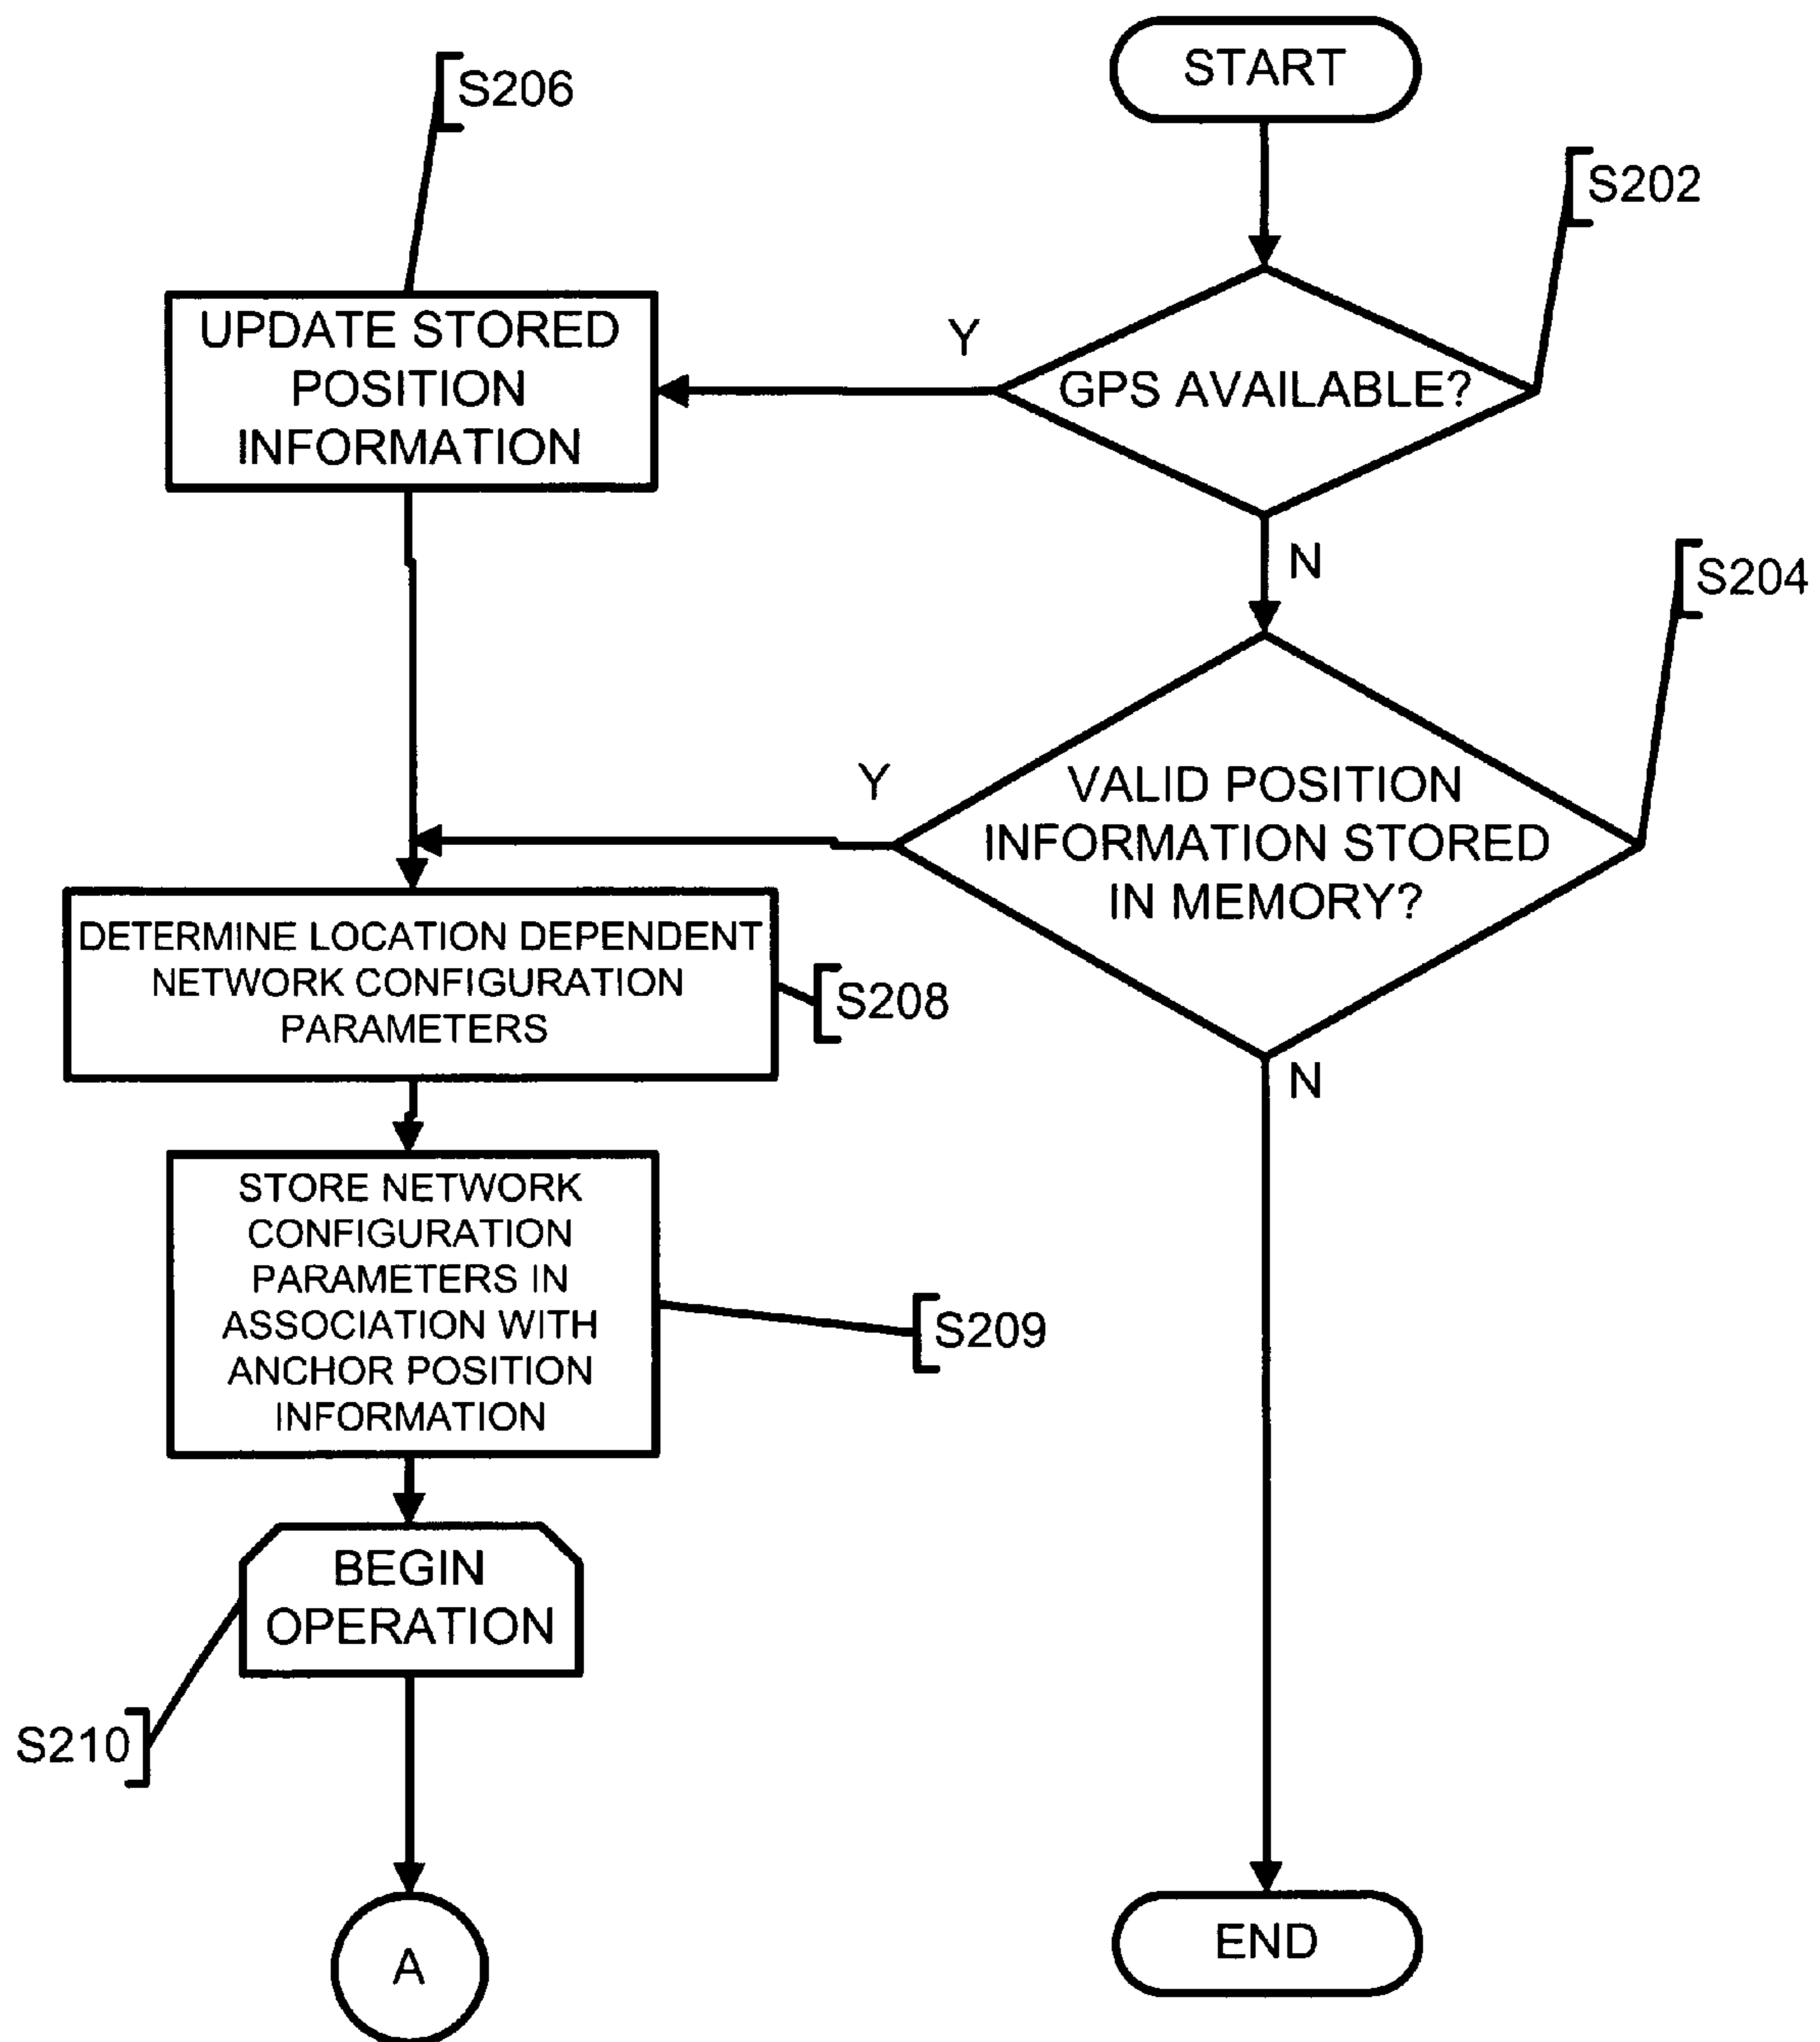 START
S206
S202
UPDATE STORED
POSITION
INFORMATION
Y
GPS AVAILABLE?
N
S204
Y
VALID POSITION
INFORMATION STORED
IN MEMORY?
DETERMINE LOCATION DEPENDENT
NETWORK CONFIGURATION
PARAMETERS
S208
N
STORE NETWORK
CONFIGURATION
PARAMETERS IN
ASSOCIATION WITH
ANCHOR POSITION
INFORMATION
S209
BEGIN
OPERATION
S210
A
END